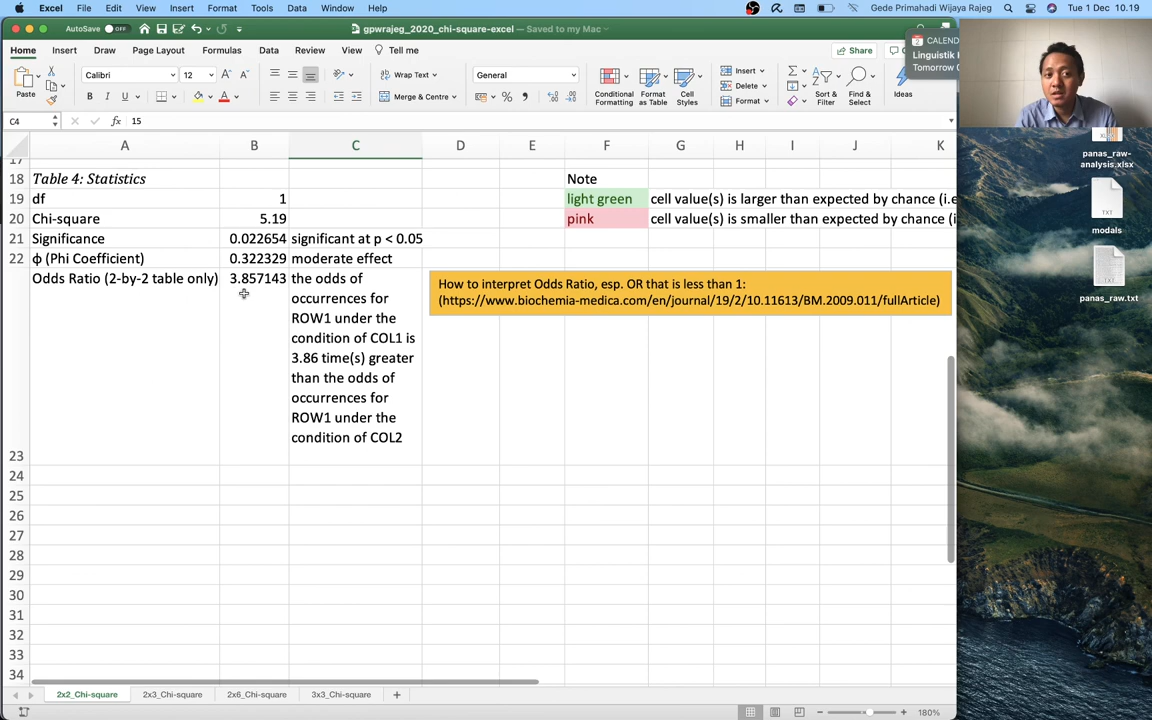 Excel File Edit View Insert Format Tools Data Window Help Gede Primahadi Wijaya Rajeg Tue 1 Dec 10.19
AutoSave OFF gpwrajeg_2020_chi-square-excel — Saved to my Mac
Home Insert Draw Page Layout Formulas Data Review View Tell me Share
CALEND
Linguistik
Tomorrow
Paste
Calibri 12
B I U
Wrap Text
Merge & Centre
General
Conditional Formatting
Format as Table
Cell Styles
Insert
Delete
Format
Sort & Filter
Find & Select
Ideas
C4 fx 15
A B C D E F G H I J K
17
18 Table 4: Statistics Note
19 df 1 light green cell value(s) is larger than expected by chance (i.e
20 Chi-square 5.19 pink cell value(s) is smaller than expected by chance (i
21 Significance 0.022654 significant at p < 0.05
22 ф (Phi Coefficient) 0.322329 moderate effect
Odds Ratio (2-by-2 table only) 3.857143 the odds of
occurrences for
ROW1 under the
condition of COL1 is
3.86 time(s) greater
than the odds of
occurrences for
ROW1 under the
condition of COL2
23
How to interpret Odds Ratio, esp. OR that is less than 1:
(https://www.biochemia-medica.com/en/journal/19/2/10.11613/BM.2009.011/fullArticle)
24
25
26
27
28
29
30
31
32
33
34
2x2_Chi-square 2x3_Chi-square 2x6_Chi-square 3x3_Chi-square +
180%
panas_raw-
analysis.xlsx
TXT
modals
TXT
panas_raw.txt